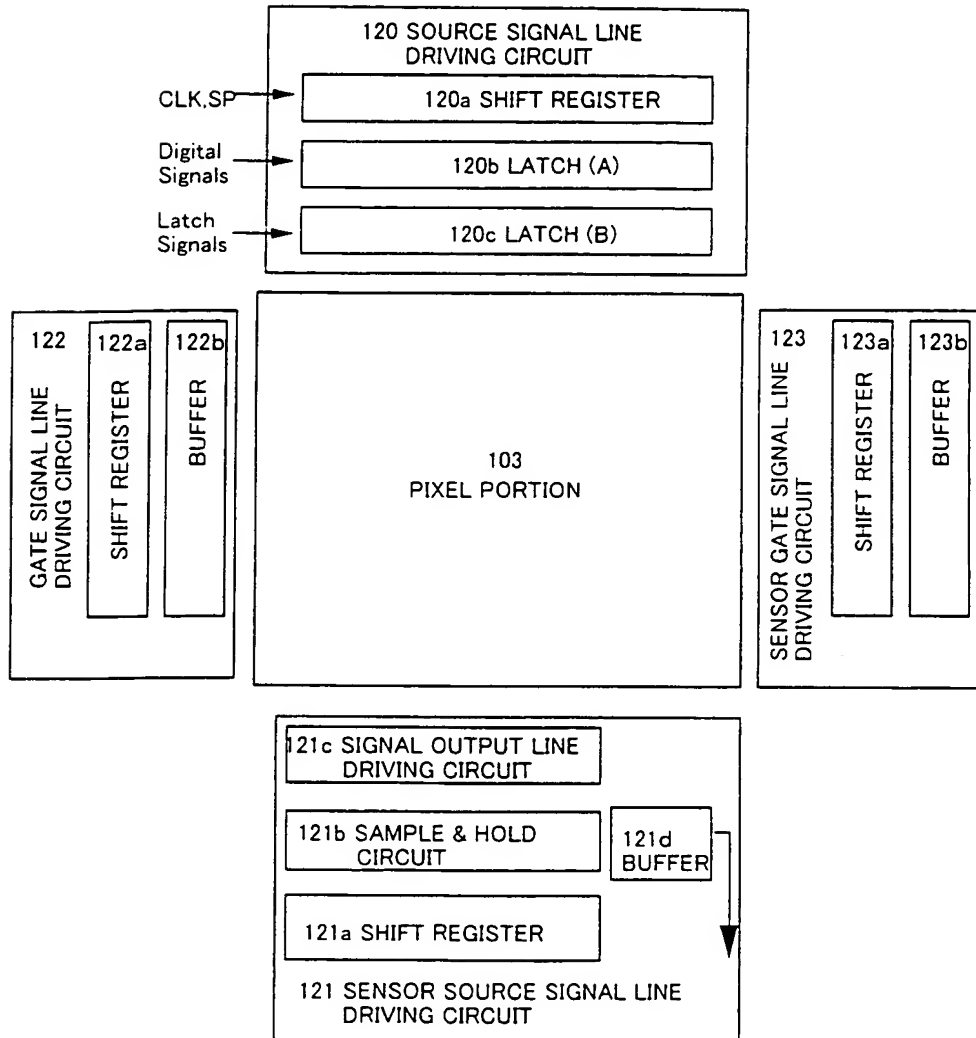 120 SOURCE SIGNAL LINE
DRIVING CIRCUIT
CLK,SP
120a SHIFT REGISTER
Digital
Signals
120b LATCH (A)
Latch
Signals
120c LATCH (B)
122
122a
122b
GATE SIGNAL LINE
DRIVING CIRCUIT
SHIFT REGISTER
BUFFER
103
PIXEL PORTION
123
123a
123b
SENSOR GATE SIGNAL LINE
DRIVING CIRCUIT
SHIFT REGISTER
BUFFER
121c SIGNAL OUTPUT LINE
DRIVING CIRCUIT
121b SAMPLE & HOLD
CIRCUIT
121d
BUFFER
121a SHIFT REGISTER
121 SENSOR SOURCE SIGNAL LINE
DRIVING CIRCUIT